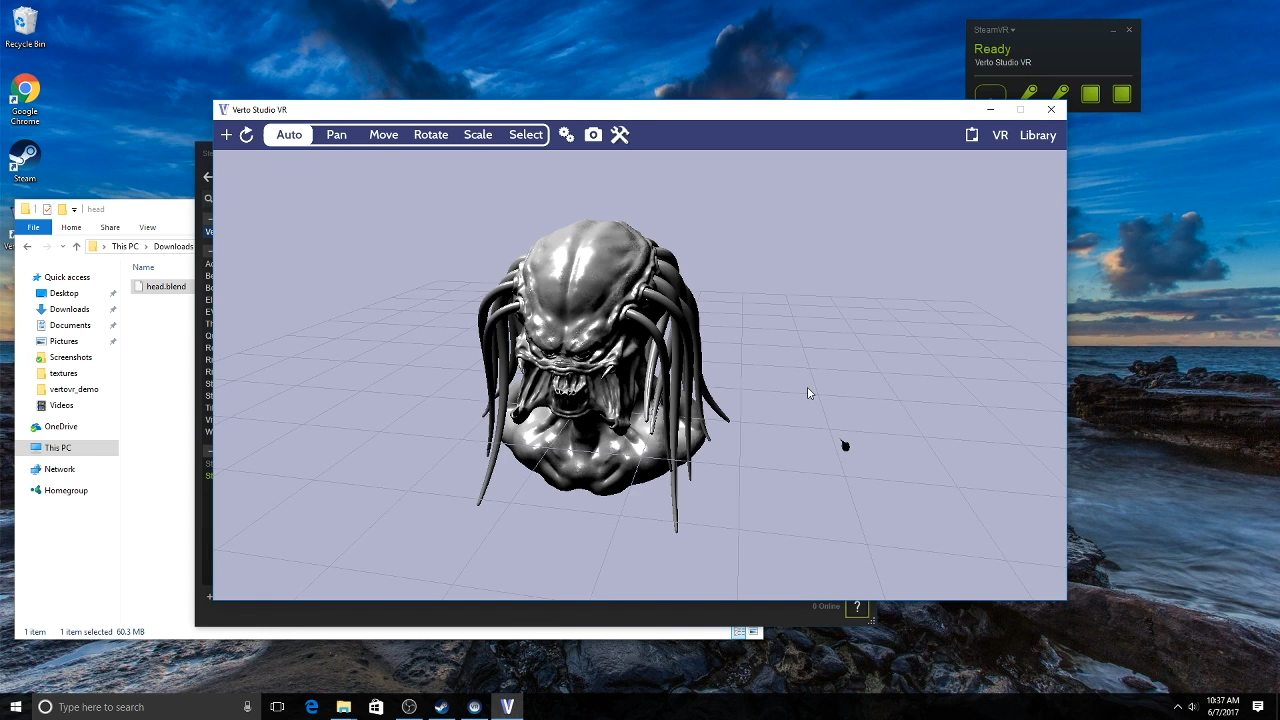 Recycle Bin
Google
Chrome
Steam
SteamVR
Ready
Verto Studio VR
Verto Studio VR
Auto Pan Move Rotate Scale Select
VR Library
head
File Home Share View
This PC Downloads
Name
head.blend
Quick access
Desktop
Downloads
Documents
Pictures
Screenshots
textures
vertovr_demo
Videos
OneDrive
This PC
Network
Homegroup
1 item 1 item selected 60.3 MB
0 Online ?
Type here to search
10:37 AM
6/7/2017